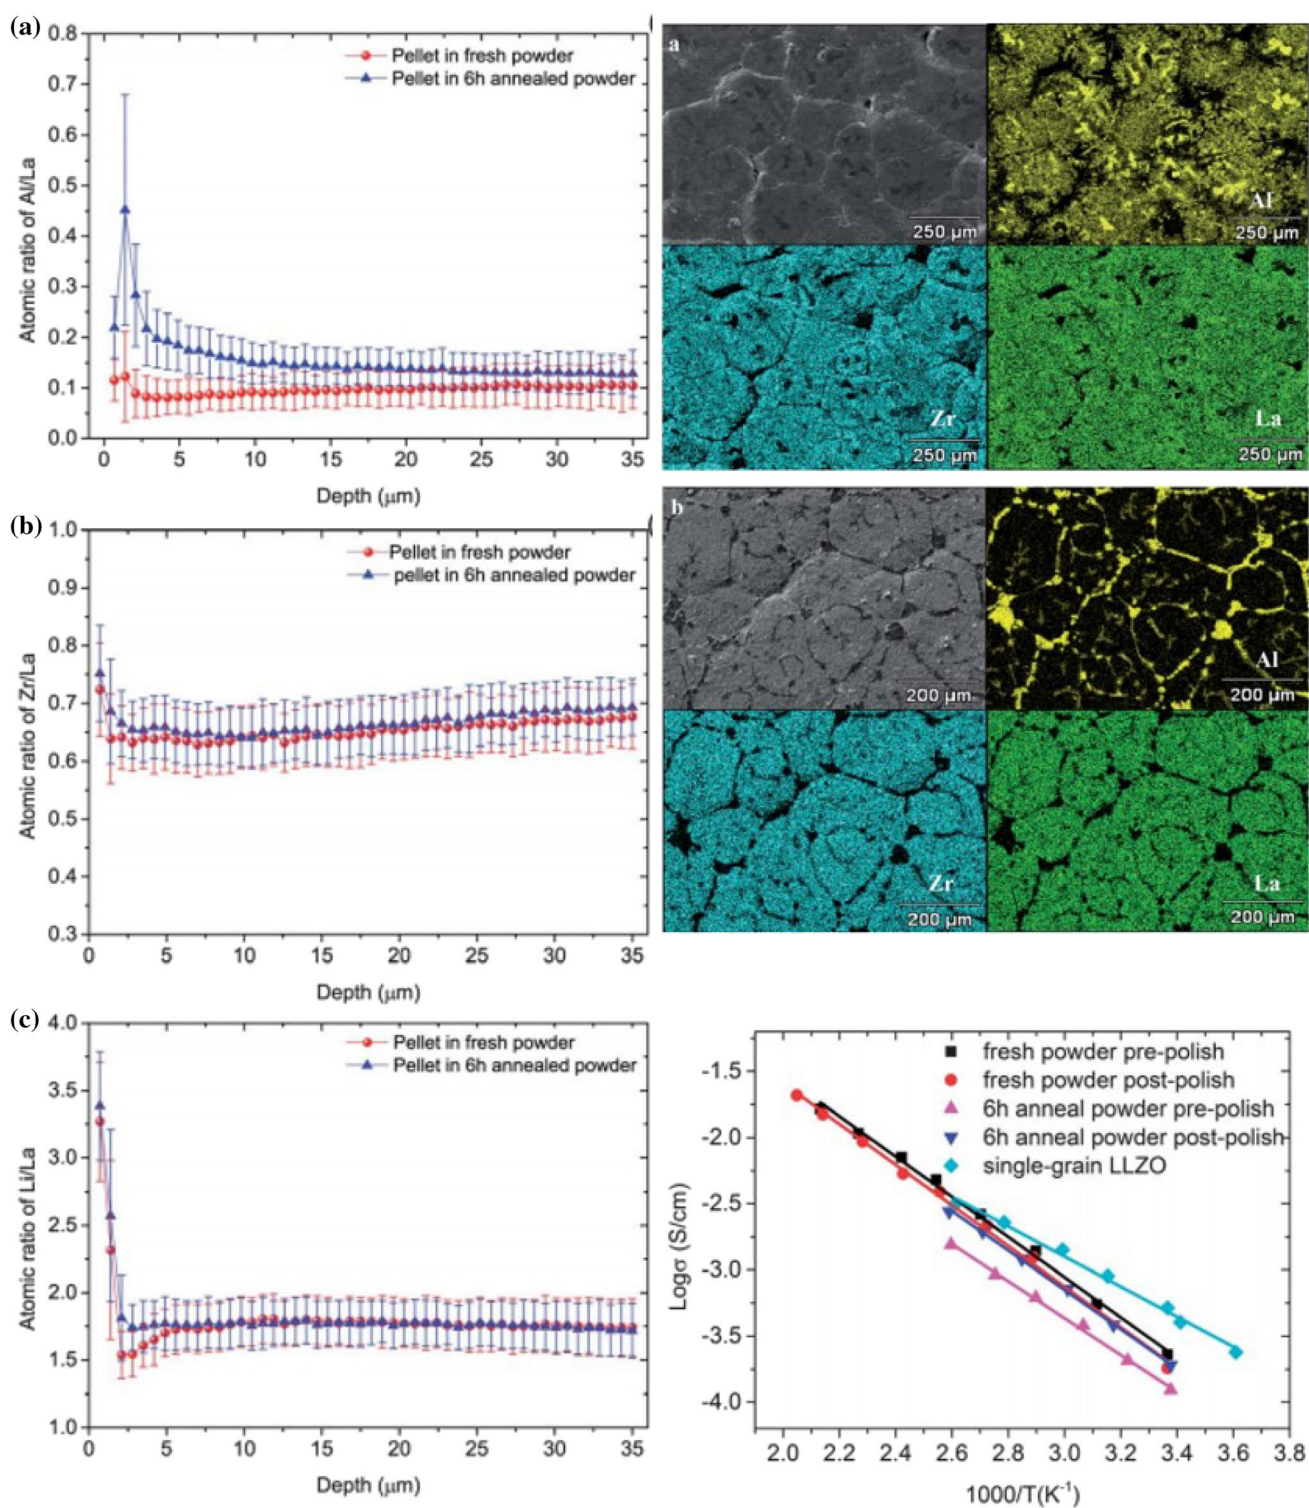 (a)
0.8
0.7
0.6
0.5
0.4
0.3
0.2
0.1
0.0
Atomic ratio of Al/La
Pellet in fresh powder
Pellet in 6h annealed powder
0 5 10 15 20 25 30 35
Depth (μm)
a
250 μm
Al
250 μm
Zr
250 μm
La
250 μm
(b)
1.0
0.9
0.8
0.7
0.6
0.5
0.4
0.3
Atomic ratio of Zr/La
Pellet in fresh powder
pellet in 6h annealed powder
0 5 10 15 20 25 30 35
Depth (μm)
b
200 μm
Al
200 μm
Zr
200 μm
La
200 μm
(c)
4.0
3.5
3.0
2.5
2.0
1.5
1.0
Atomic ratio of Li/La
Pellet in fresh powder
Pellet in 6h annealed powder
0 5 10 15 20 25 30 35
Depth (μm)
-1.5
-2.0
-2.5
-3.0
-3.5
-4.0
Logσ (S/cm)
fresh powder pre-polish
fresh powder post-polish
6h anneal powder pre-polish
6h anneal powder post-polish
single-grain LLZO
2.0 2.2 2.4 2.6 2.8 3.0 3.2 3.4 3.6 3.8
1000/T(K⁻¹)